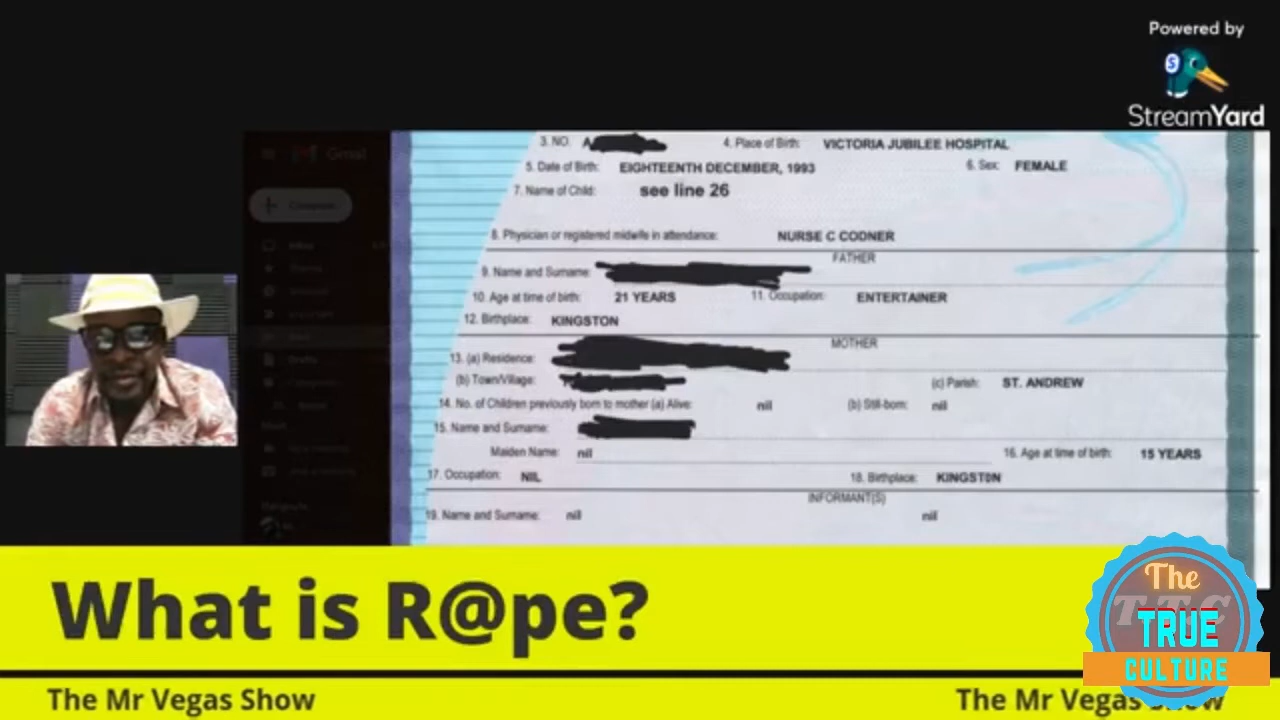 Powered by
StreamYard
Gmail
Compose
3. NO. A
4. Place of Birth: VICTORIA JUBILEE HOSPITAL
5. Date of Birth: EIGHTEENTH DECEMBER, 1993
6. Sex: FEMALE
7. Name of Child: see line 26
8. Physician or registered midwife in attendance: NURSE C CODNER
FATHER
9. Name and Surname:
10. Age at time of birth: 21 YEARS
11. Occupation: ENTERTAINER
12. Birthplace: KINGSTON
MOTHER
13. (a) Residence:
(b) Town/Village:
(c) Parish: ST. ANDREW
14. No. of Children previously born to mother (a) Alive: nil
(b) Still-born: nil
15. Name and Surname:
Maiden Name: nil
16. Age at time of birth: 15 YEARS
17. Occupation: NIL
18. Birthplace: KINGSTON
INFORMANT(S)
19. Name and Surname: nil
nil
What is R@pe?
The
T.T.C
TRUE
CULTURE
The Mr Vegas Show
The Mr Vegas Show